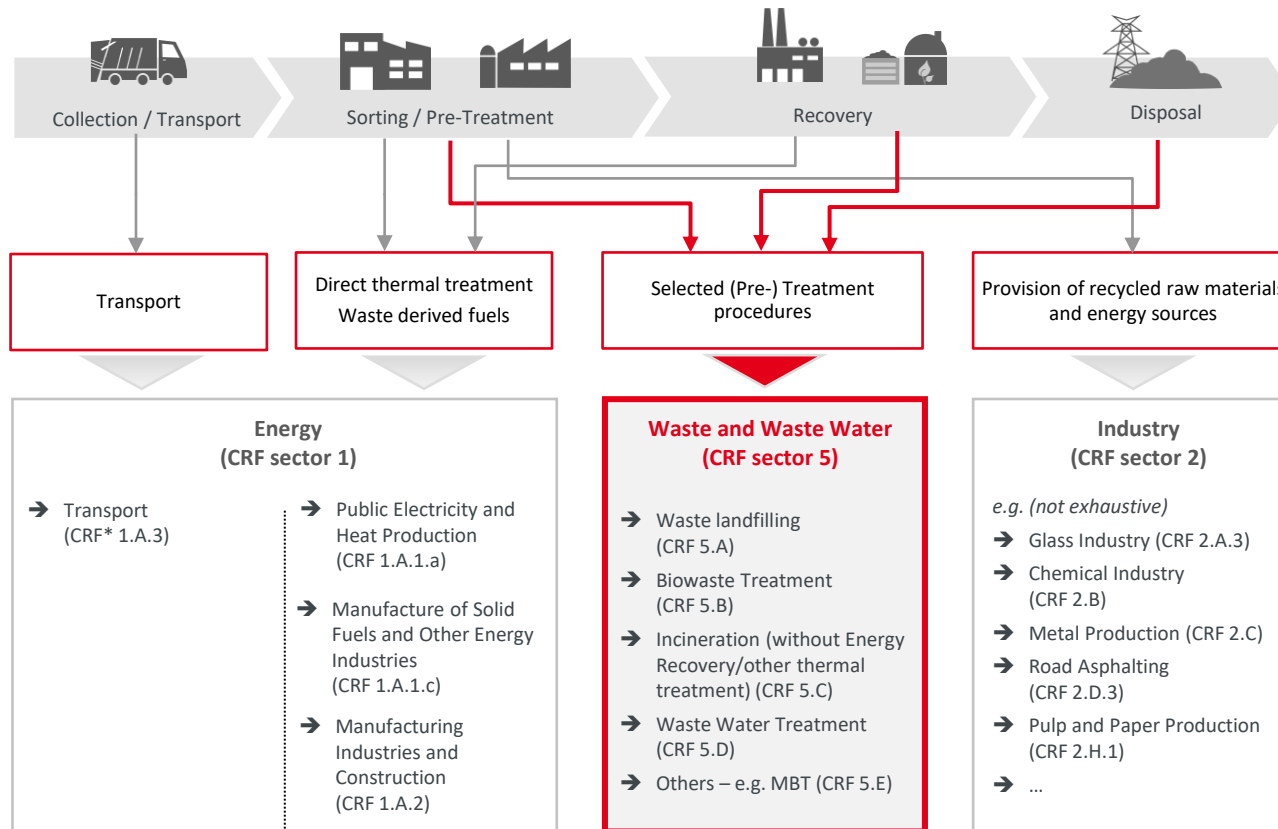 Collection / Transport
Sorting / Pre-Treatment
Recovery
Disposal
Transport
Direct thermal treatment
Waste derived fuels
Selected (Pre-) Treatment
procedures
Provision of recycled raw materials
and energy sources
Energy
(CRF sector 1)
➔ Transport
(CRF* 1.A.3)
➔ Public Electricity and
Heat Production
(CRF 1.A.1.a)
➔ Manufacture of Solid
Fuels and Other Energy
Industries
(CRF 1.A.1.c)
➔ Manufacturing
Industries and
Construction
(CRF 1.A.2)
Waste and Waste Water
(CRF sector 5)
➔ Waste landfilling
(CRF 5.A)
➔ Biowaste Treatment
(CRF 5.B)
➔ Incineration (without Energy
Recovery/other thermal
treatment) (CRF 5.C)
➔ Waste Water Treatment
(CRF 5.D)
➔ Others – e.g. MBT (CRF 5.E)
Industry
(CRF sector 2)
e.g. (not exhaustive)
➔ Glass Industry (CRF 2.A.3)
➔ Chemical Industry
(CRF 2.B)
➔ Metal Production (CRF 2.C)
➔ Road Asphalting
(CRF 2.D.3)
➔ Pulp and Paper Production
(CRF 2.H.1)
➔ ...